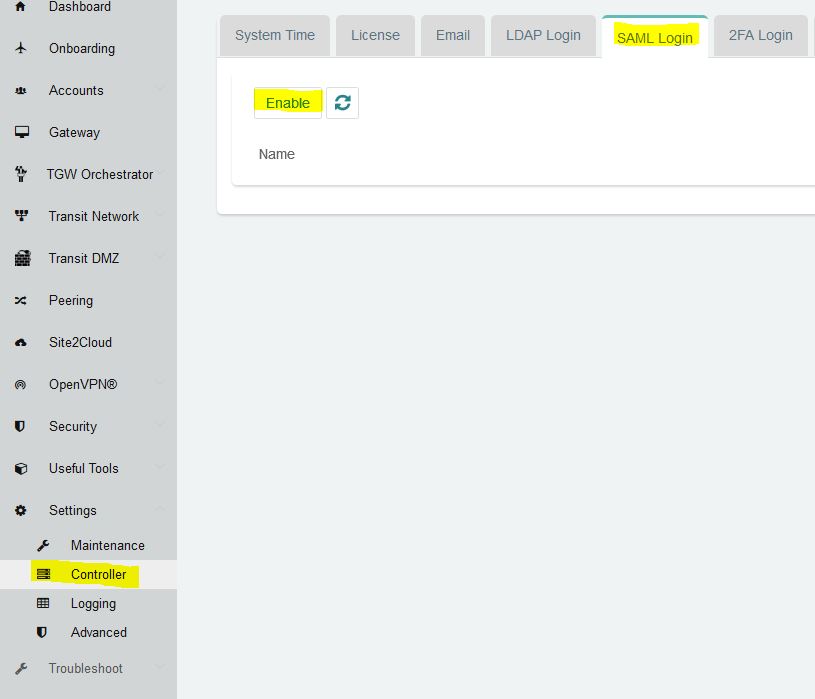 Dashboard
Onboarding
Accounts
Gateway
TGW Orchestrator
Transit Network
Transit DMZ
Peering
Site2Cloud
OpenVPN®
Security
Useful Tools
Settings
Maintenance
Controller
Logging
Advanced
Troubleshoot
System Time License Email LDAP Login SAML Login 2FA Login
Enable
Name